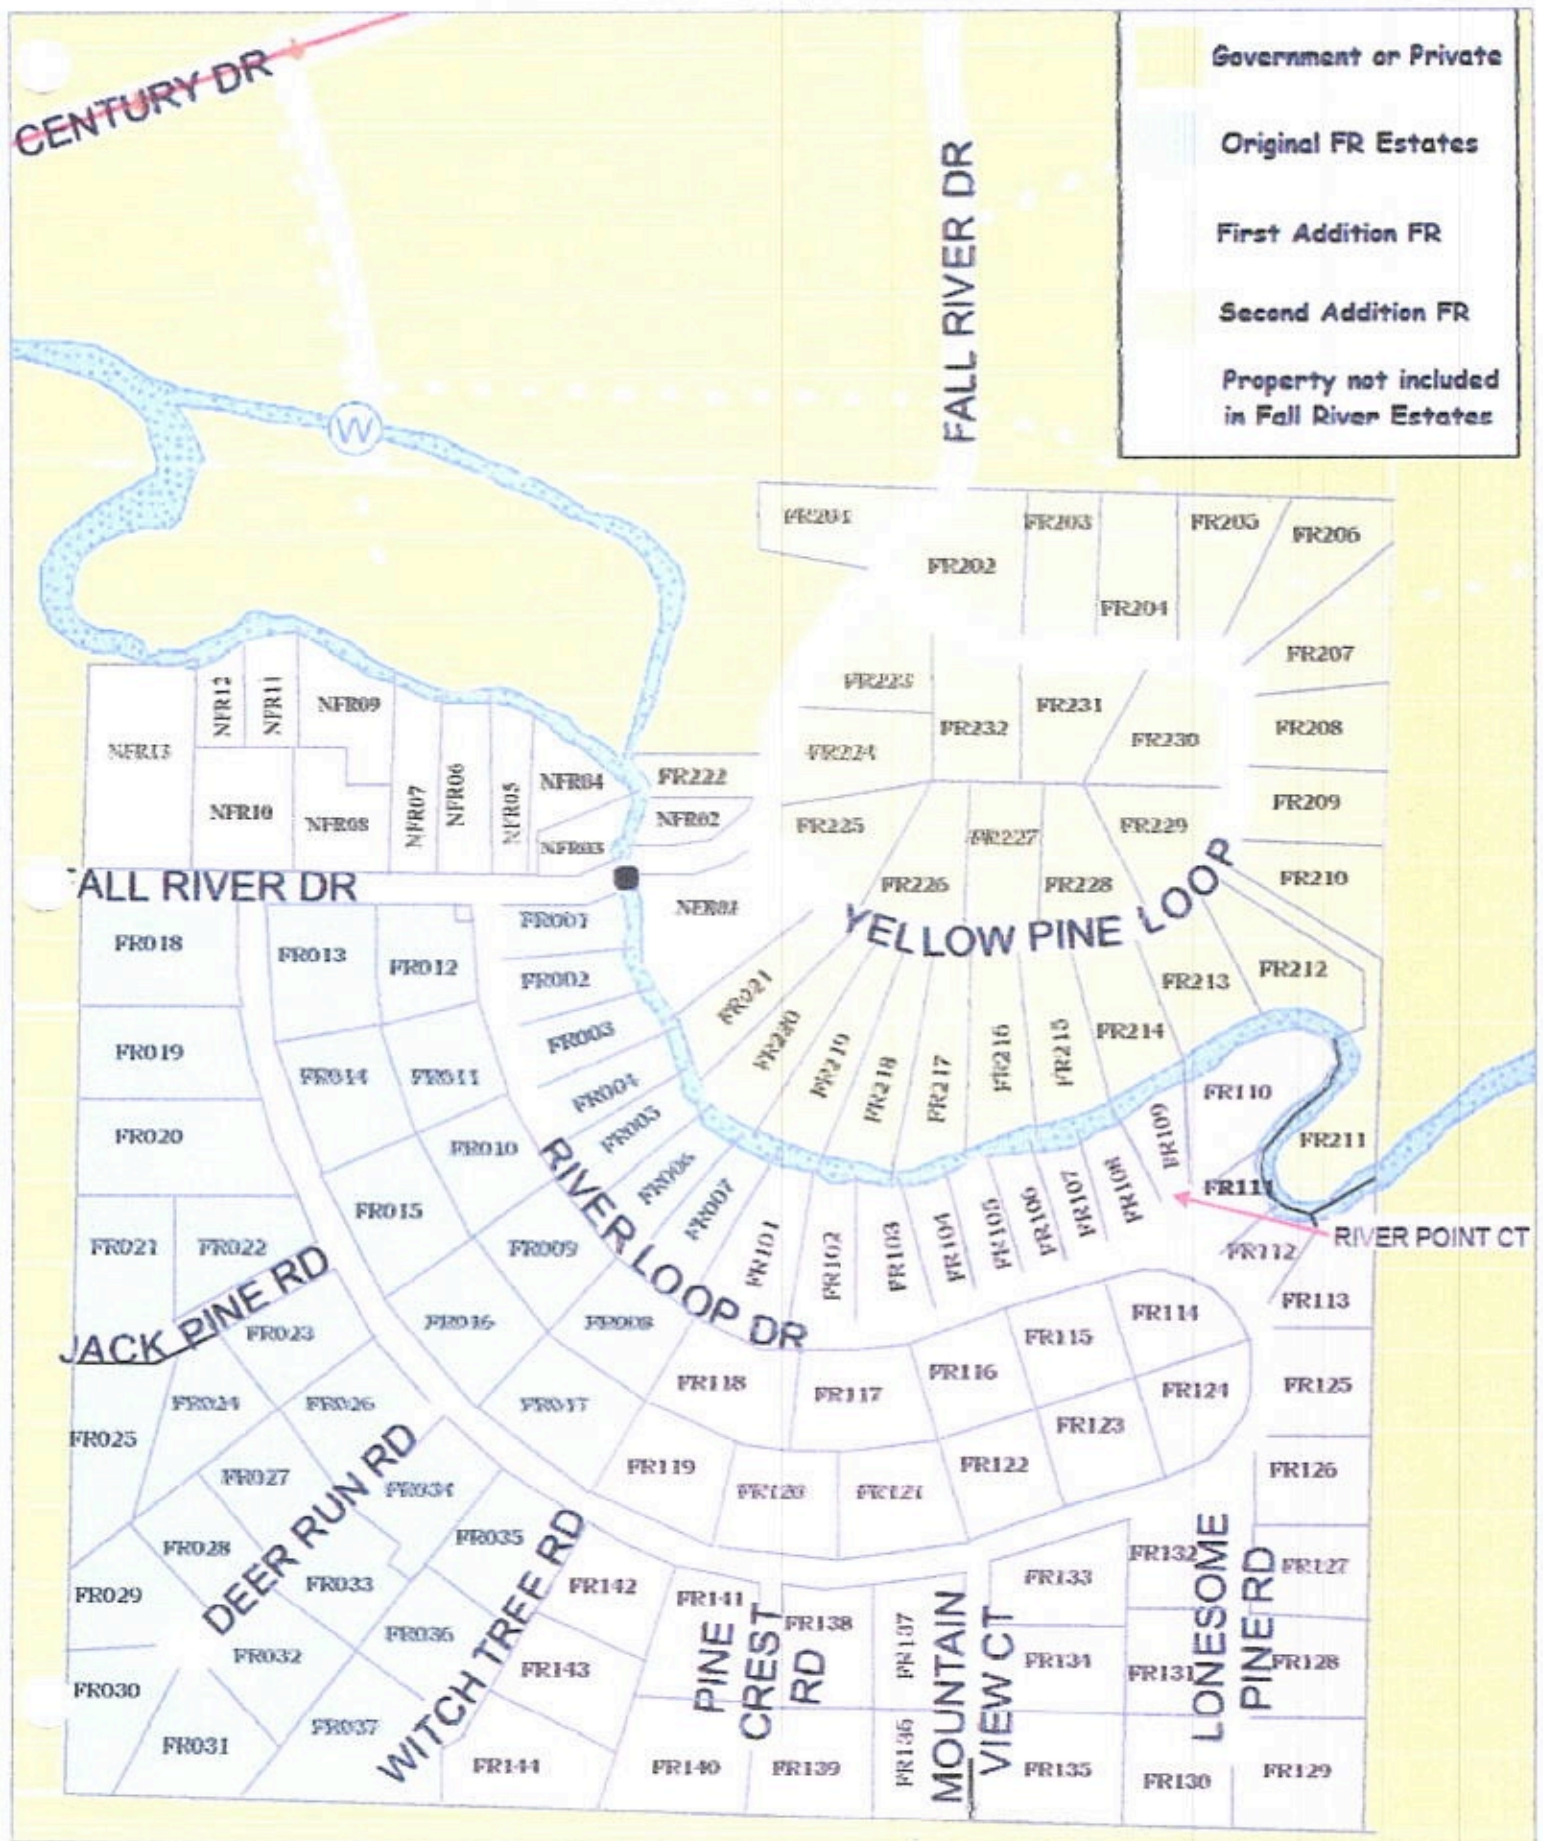 CENTURY DR
Government or Private
Original FR Estates
First Addition FR
Second Addition FR
Property not included
in Fall River Estates
FALL RIVER DR
W
FR201
FR202
FR203
FR204
FR205
FR206
FR207
FR208
FR209
FR210
FR223
FR224
FR232
FR231
FR230
FR225
FR226
FR227
FR228
FR229
NFR13
NFR12
NFR11
NFR09
NFR10
NFR08
NFR07
NFR06
NFR05
NFR04
NFR03
FR222
NFR02
NFR01
ALL RIVER DR
YELLOW PINE LOOP
FR018
FR013
FR012
FR001
FR002
FR003
FR004
FR005
FR006
FR007
FR019
FR014
FR011
FR020
FR010
FR015
FR021
FR022
FR009
FR016
FR008
FR017
FR021
FR220
FR219
FR218
FR217
FR216
FR215
FR214
FR213
FR212
FR211
FR110
FR109
FR111
FR112
FR113
RIVER POINT CT
RIVER LOOP DR
FR101
FR102
FR103
FR104
FR105
FR106
FR107
FR108
JACK PINE RD
FR023
FR024
FR026
FR025
FR027
FR028
FR029
FR034
FR035
FR033
FR032
FR036
FR030
FR031
FR037
DEER RUN RD
WITCH TREE RD
FR114
FR115
FR116
FR117
FR118
FR124
FR123
FR125
FR119
FR120
FR121
FR122
FR126
FR142
FR141
FR138
FR137
FR133
FR132
FR127
FR143
FR134
FR131
FR128
FR144
FR140
FR139
FR136
FR135
FR130
FR129
PINE
CREST
RD
MOUNTAIN
VIEW CT
LONESOME
PINE RD